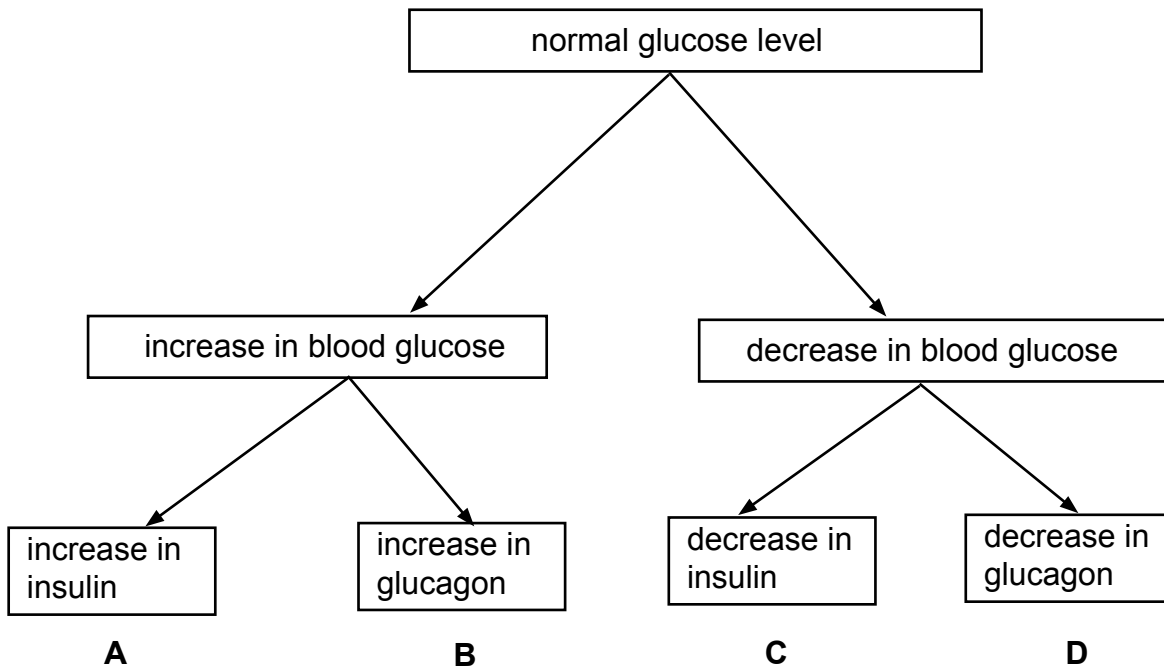 normal glucose level
increase in blood glucose
decrease in blood glucose
increase in
insulin
increase in
glucagon
decrease in
insulin
decrease in
glucagon
A
B
C
D